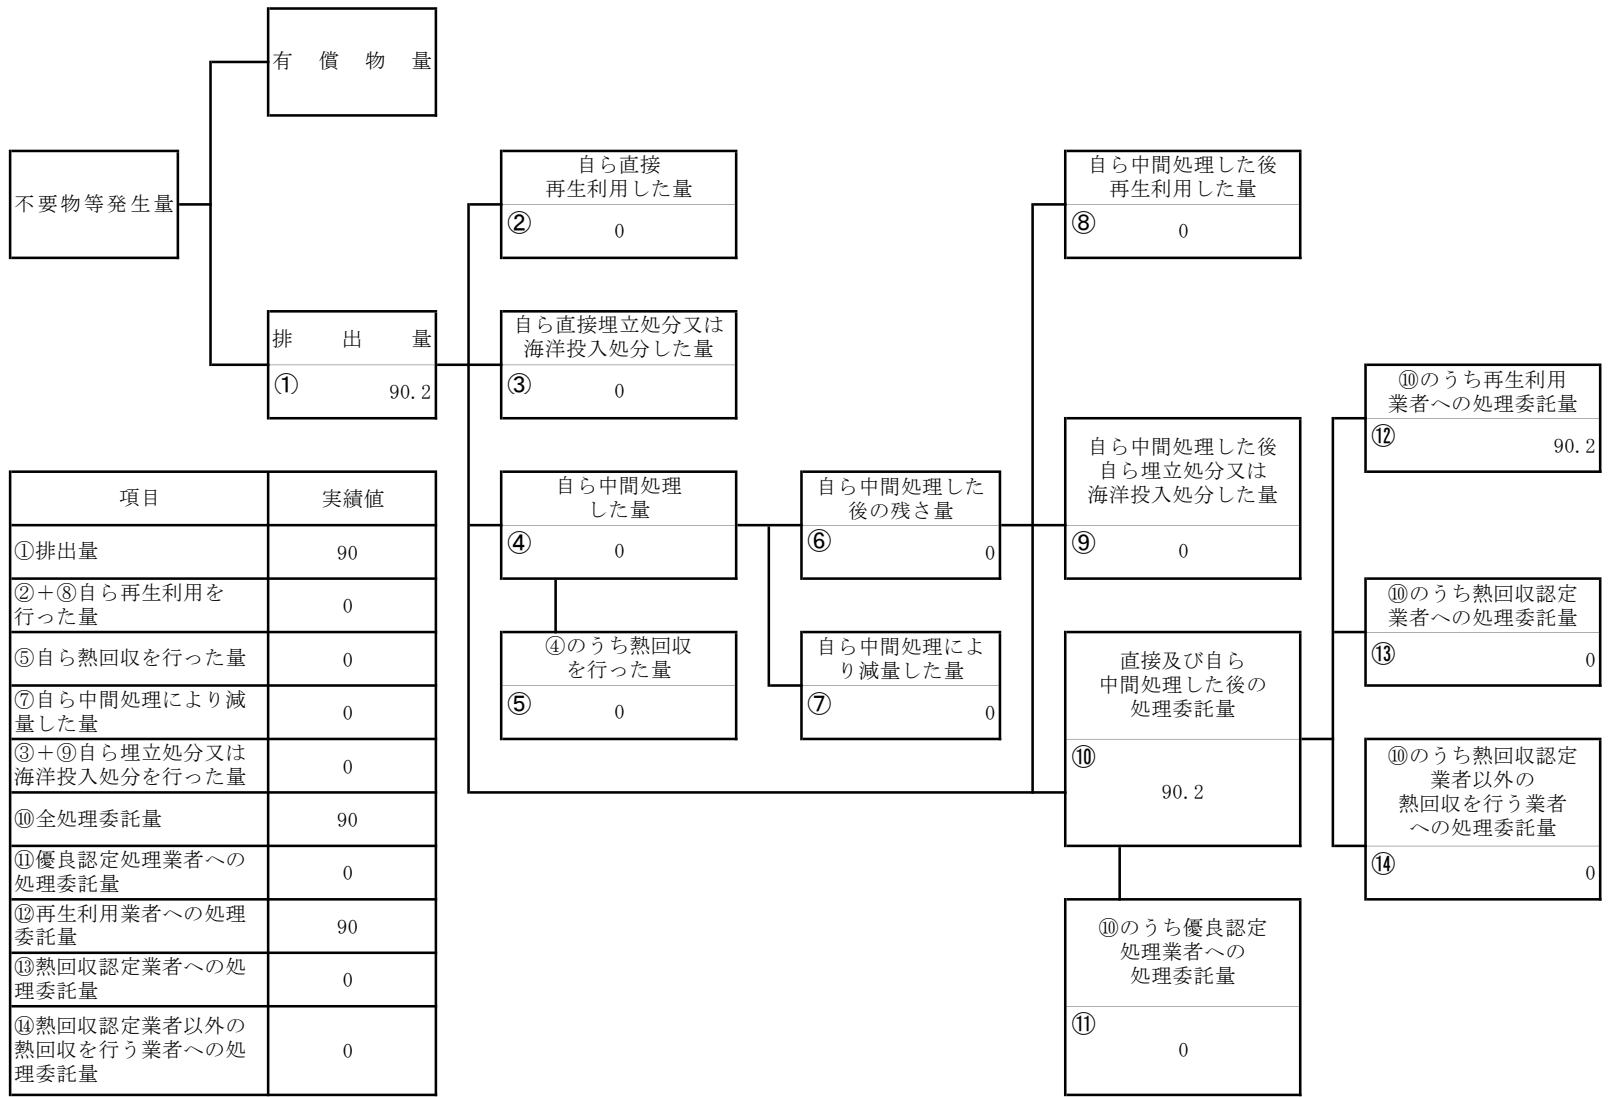 有償物量
不要物等発生量
排出量
①
90.2
自ら直接
再生利用した量
②
0
自ら直接埋立処分又は
海洋投入処分した量
③
0
自ら中間処理
した量
④
0
④のうち熱回収
を行った量
⑤
0
自ら中間処理した
後の残さ量
⑥
0
自ら中間処理によ
り減量した量
⑦
0
自ら中間処理した後
再生利用した量
⑧
0
自ら中間処理した後
自ら埋立処分又は
海洋投入処分した量
⑨
0
直接及び自ら
中間処理した後の
処理委託量
⑩
90.2
⑩のうち優良認定
処理業者への
処理委託量
⑪
0
⑩のうち再生利用
業者への処理委託量
⑫
90.2
⑩のうち熱回収認定
業者への処理委託量
⑬
0
⑩のうち熱回収認定
業者以外の
熱回収を行う業者
への処理委託量
⑭
0
項目 実績値
①排出量 90
②+⑧自ら再生利用を
行った量
0
⑤自ら熱回収を行った量 0
⑦自ら中間処理により減
量した量
0
③+⑨自ら埋立処分又は
海洋投入処分を行った量
0
⑩全処理委託量 90
⑪優良認定処理業者への
処理委託量
0
⑫再生利用業者への処理
委託量
90
⑬熱回収認定業者への処
理委託量
0
⑭熱回収認定業者以外の
熱回収を行う業者への処
理委託量
0